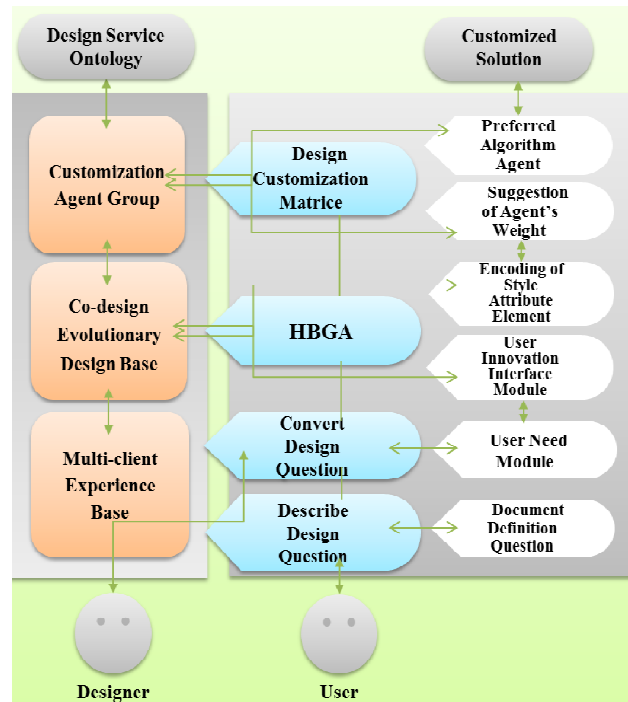 Design Service
Ontology
Customized
Solution
Customization
Agent Group
Design
Customization
Matrice
Preferred
Algorithm
Agent
Suggestion
of Agent's
Weight
Co-design
Evolutionary
Design Base
HBGA
Encoding of
Style
Attribute
Element
User
Innovation
Interface
Module
Multi-client
Experience
Base
Convert
Design
Question
User Need
Module
Describe
Design
Question
Document
Definition
Question
Designer
User